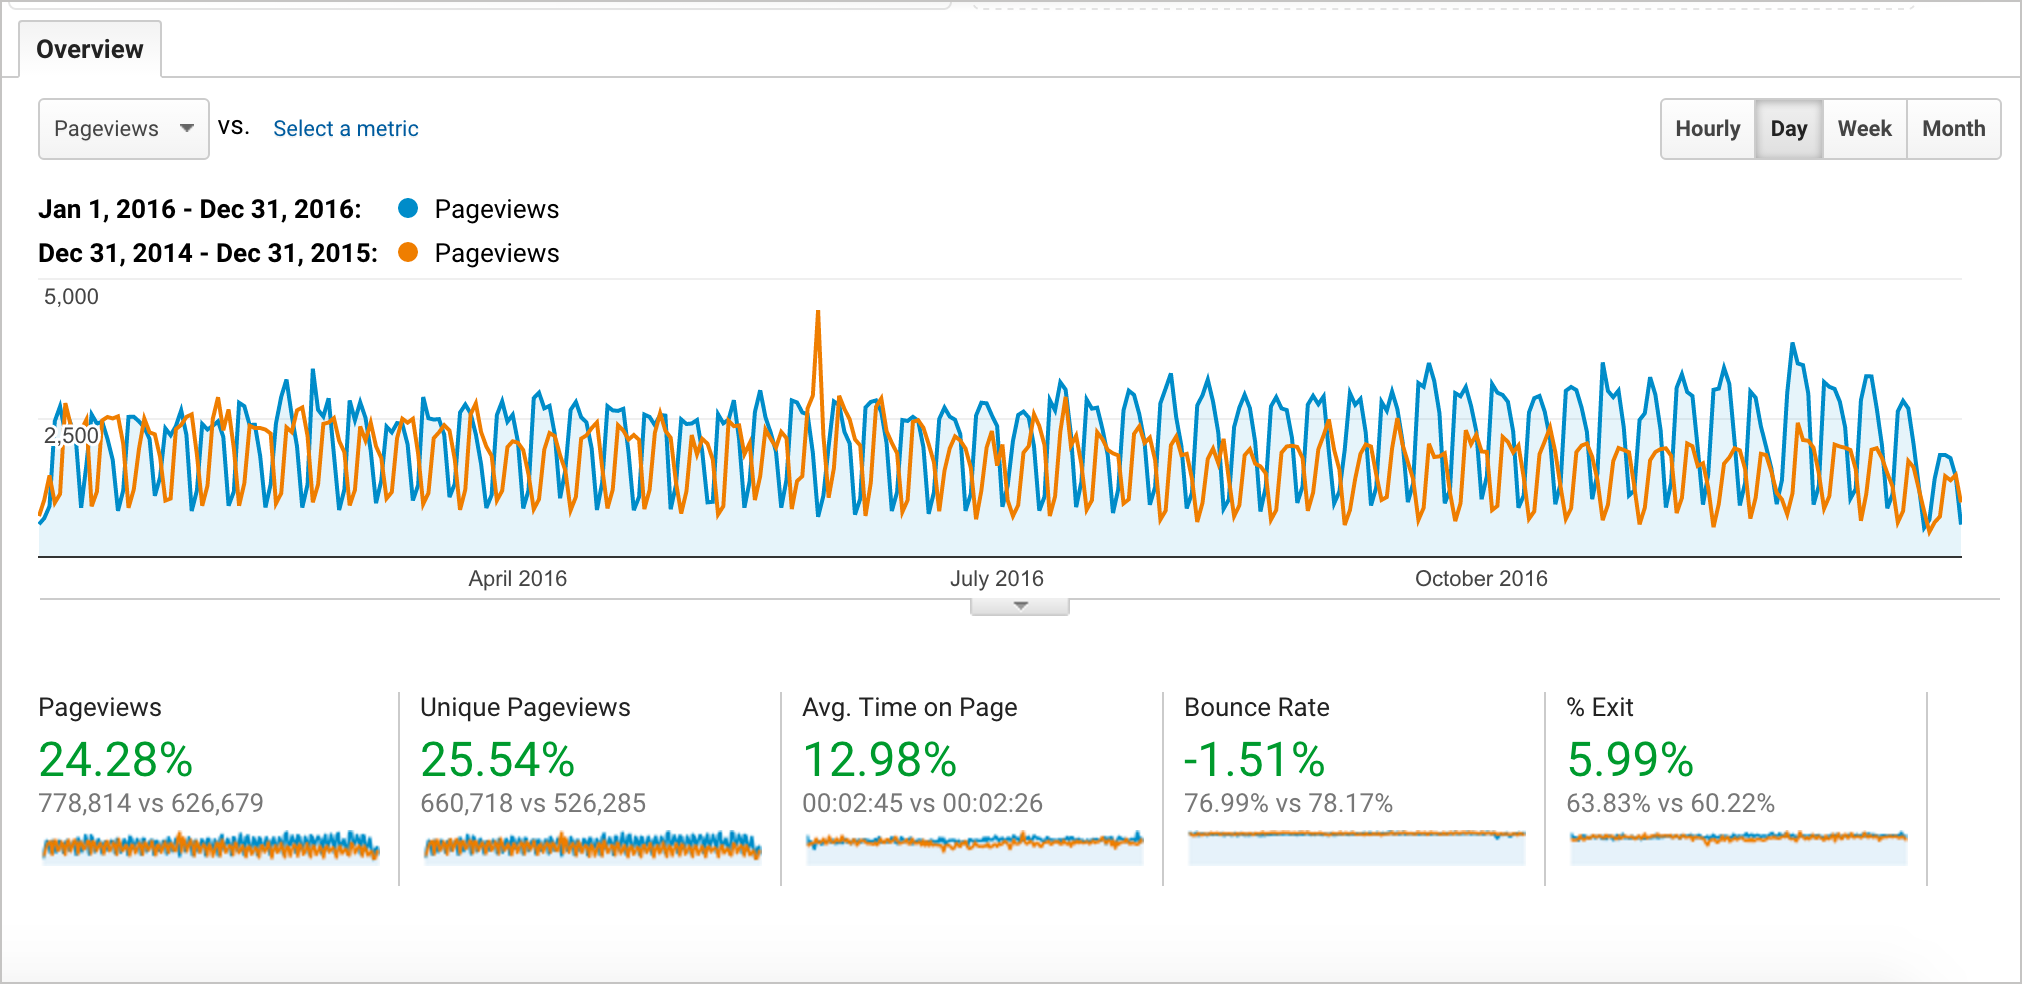 Overview
Pageviews vs. Select a metric
Hourly Day Week Month
Jan 1, 2016 - Dec 31, 2016: Pageviews
Dec 31, 2014 - Dec 31, 2015: Pageviews
5,000
2,500
April 2016 July 2016 October 2016
Pageviews Unique Pageviews Avg. Time on Page Bounce Rate % Exit
24.28% 25.54% 12.98% -1.51% 5.99%
778,814 vs 626,679 660,718 vs 526,285 00:02:45 vs 00:02:26 76.99% vs 78.17% 63.83% vs 60.22%